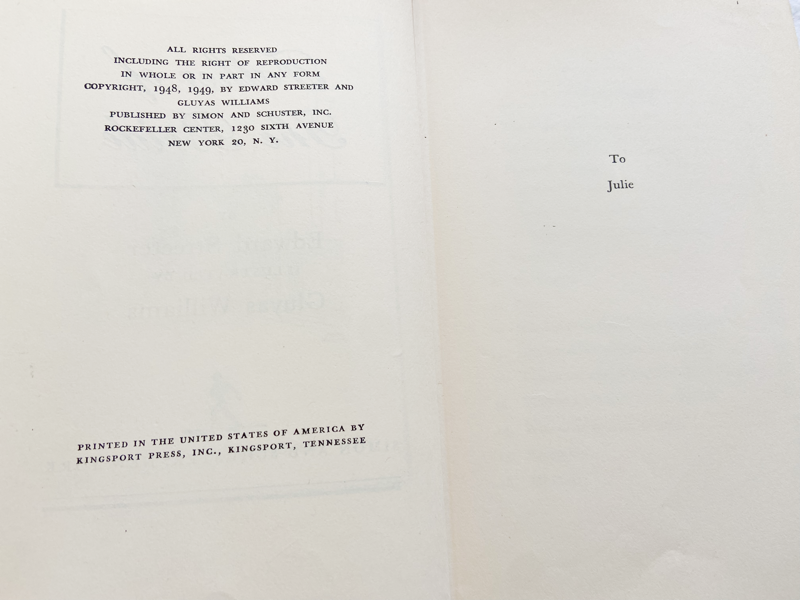 ALL RIGHTS RESERVED
INCLUDING THE RIGHT OF REPRODUCTION
IN WHOLE OR IN PART IN ANY FORM
COPYRIGHT, 1948, 1949, BY EDWARD STREETER AND
GLUYAS WILLIAMS
PUBLISHED BY SIMON AND SCHUSTER, INC.
ROCKEFELLER CENTER, 1230 SIXTH AVENUE
NEW YORK 20, N. Y.
PRINTED IN THE UNITED STATES OF AMERICA BY
KINGSPORT PRESS, INC., KINGSPORT, TENNESSEE
To
Julie